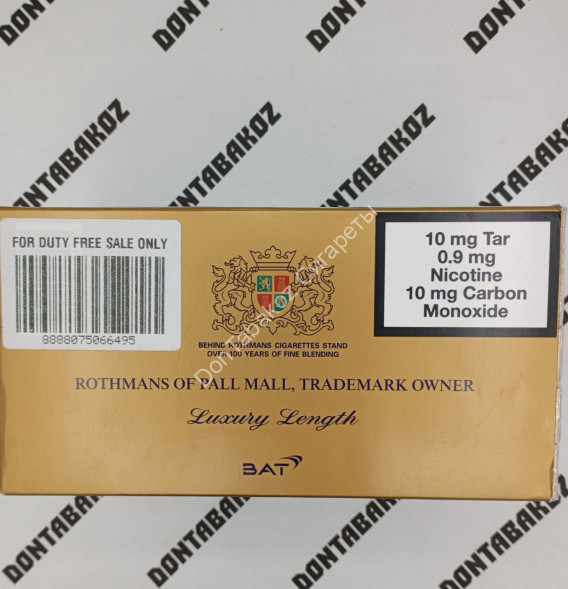 DONTABAKOZ
DONTABAKOZ
DONTABAKOZ
DONTABAKOZ
DONTABAKOZ
DONTABAKOZ
FOR DUTY FREE SALE ONLY
8888075066495
10 mg Tar
0.9 mg
Nicotine
10 mg Carbon
Monoxide
BEHIND ROTHMANS CIGARETTES STAND
OVER 100 YEARS OF FINE BLENDING
DonTabakoz Сигареты
ROTHMANS OF PALL MALL, TRADEMARK OWNER
Luxury Length
BAT
DONTABAKOZ
DONTABAKOZ
DONTABAKOZ
DONTABAKOZ